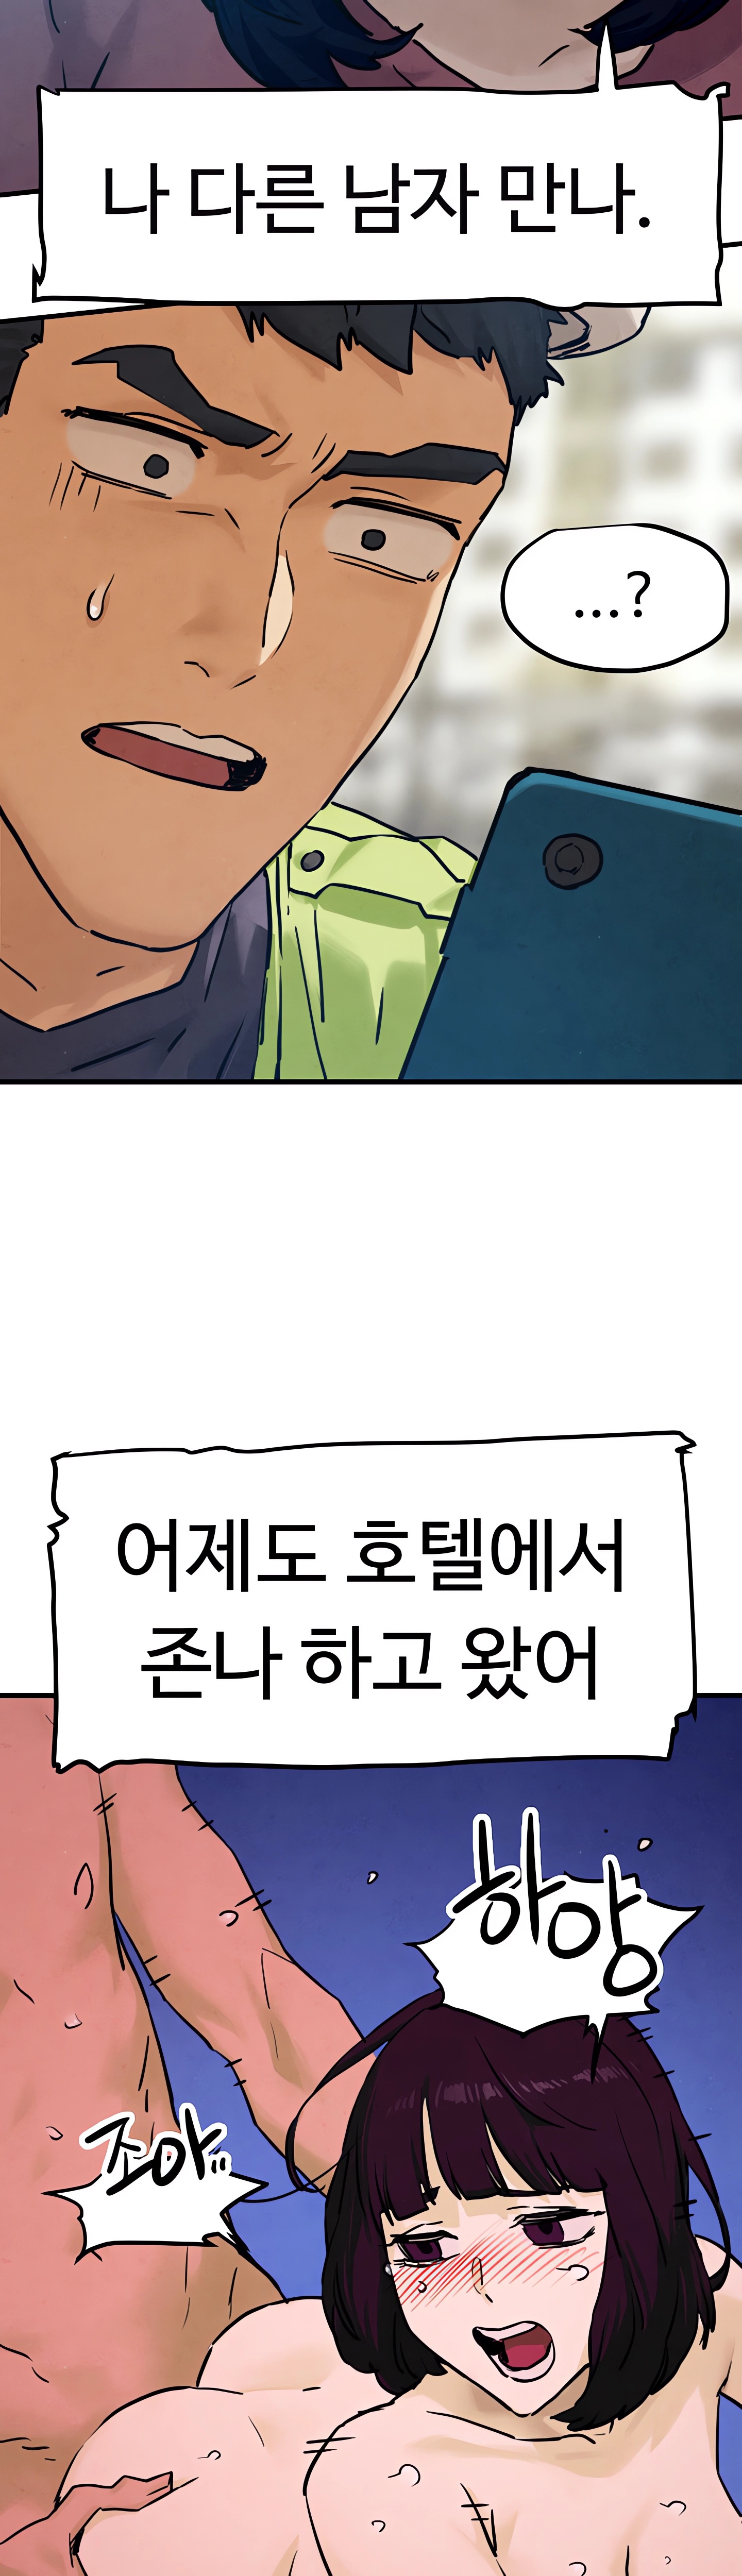 나 다른 남자 만나.
...?
어제도 호텔에서
존나 하고 왔어
하앙
조아..